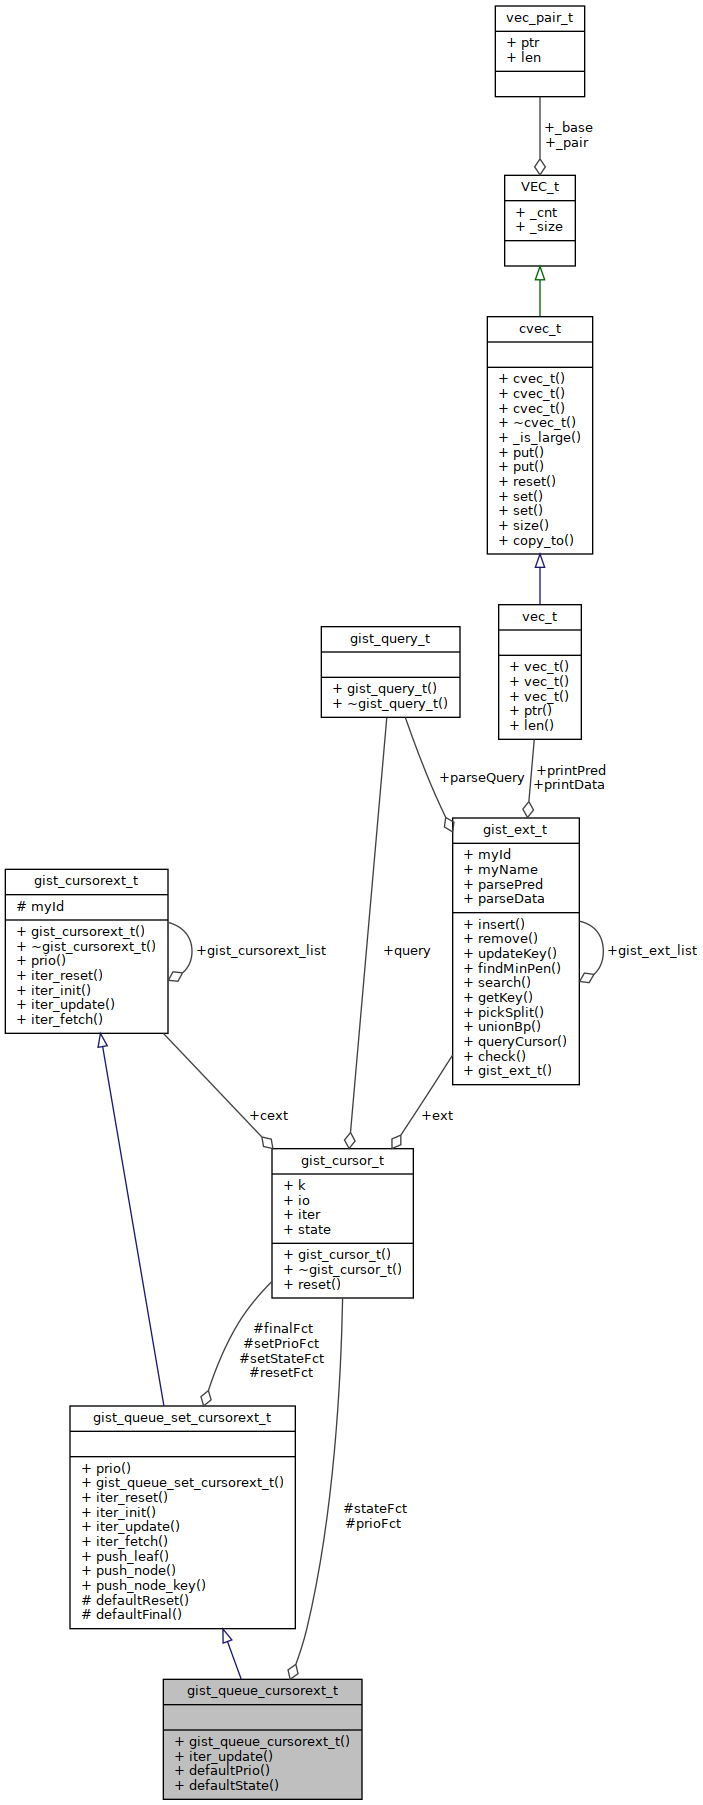 vec_pair_t
+ ptr
+ len
+_base
+_pair
VEC_t
+ _cnt
+ _size
cvec_t
+ cvec_t()
+ cvec_t()
+ cvec_t()
+ ~cvec_t()
+ _is_large()
+ put()
+ put()
+ reset()
+ set()
+ set()
+ size()
+ copy_to()
vec_t
+ vec_t()
+ vec_t()
+ vec_t()
+ ptr()
+ len()
gist_query_t
+ gist_query_t()
+ ~gist_query_t()
+parseQuery
+printPred
+printData
gist_ext_t
+ myId
+ myName
+ parsePred
+ parseData
+ insert()
+ remove()
+ updateKey()
+ findMinPen()
+ search()
+ getKey()
+ pickSplit()
+ unionBp()
+ queryCursor()
+ check()
+ gist_ext_t()
+gist_ext_list
gist_cursorext_t
# myId
+ gist_cursorext_t()
+ ~gist_cursorext_t()
+ prio()
+ iter_reset()
+ iter_init()
+ iter_update()
+ iter_fetch()
+gist_cursorext_list
+query
+cext
+ext
gist_cursor_t
+ k
+ io
+ iter
+ state
+ gist_cursor_t()
+ ~gist_cursor_t()
+ reset()
#finalFct
#setPrioFct
#setStateFct
#resetFct
gist_queue_set_cursorext_t
+ prio()
+ gist_queue_set_cursorext_t()
+ iter_reset()
+ iter_init()
+ iter_update()
+ iter_fetch()
+ push_leaf()
+ push_node()
+ push_node_key()
# defaultReset()
# defaultFinal()
#stateFct
#prioFct
gist_queue_cursorext_t
+ gist_queue_cursorext_t()
+ iter_update()
+ defaultPrio()
+ defaultState()